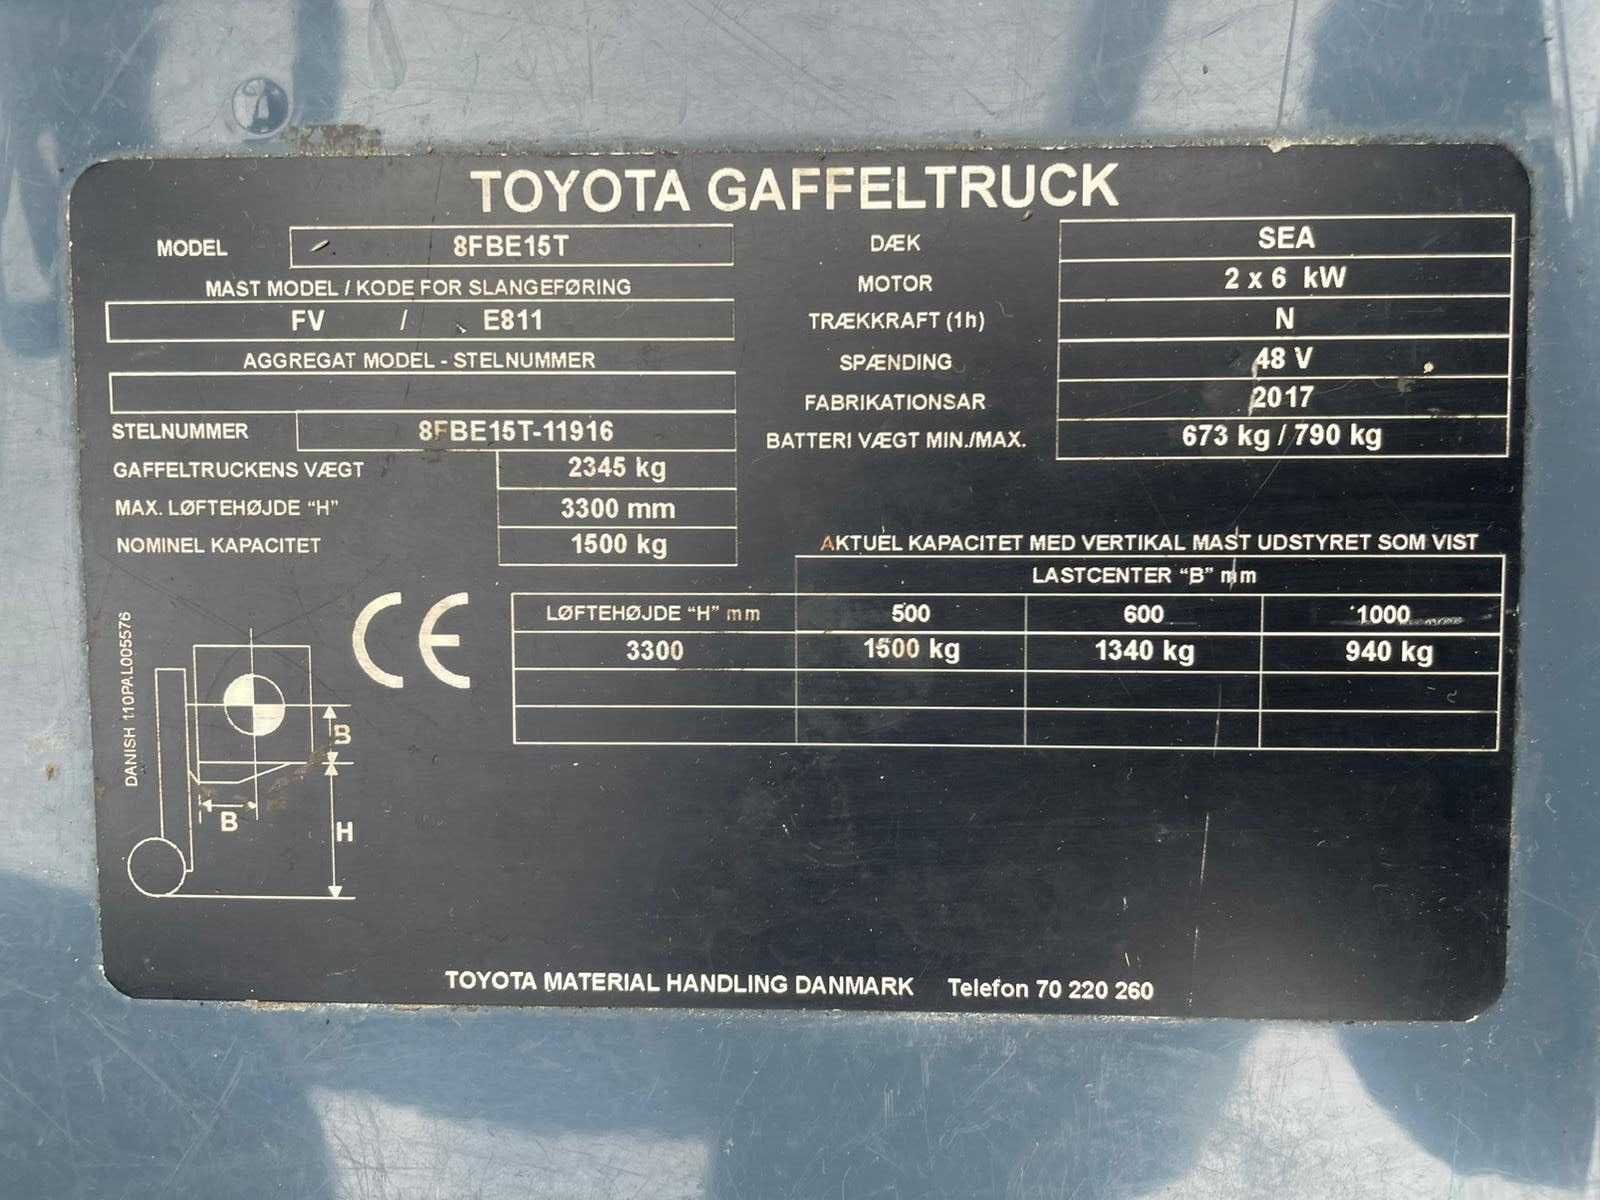 TOYOTA GAFFELTRUCK
MODEL 8FBE15T
MAST MODEL / KODE FOR SLANGEFØRING
FV / E811
AGGREGAT MODEL - STELNUMMER
STELNUMMER 8FBE15T-11916
GAFFELTRUCKENS VÆGT 2345 kg
MAX. LØFTEHØJDE “H” 3300 mm
NOMINEL KAPACITET 1500 kg
DÆK SEA
MOTOR 2 x 6 kW
TRÆKKRAFT (1h) N
SPÆNDING 48 V
FABRIKATIONSAR 2017
BATTERI VÆGT MIN./MAX. 673 kg / 790 kg
AKTUEL KAPACITET MED VERTIKAL MAST UDSTYRET SOM VIST
LASTCENTER “B” mm
LØFTEHØJDE “H” mm 500 600 1000
3300 1500 kg 1340 kg 940 kg
CE
DANISH 110PAL005576
B
B
H
TOYOTA MATERIAL HANDLING DANMARK Telefon 70 220 260